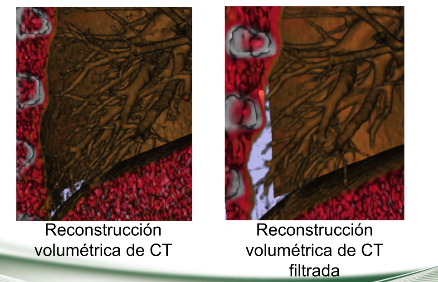 Reconstrucción
volumétrica de CT
Reconstrucción
volumétrica de CT
filtrada